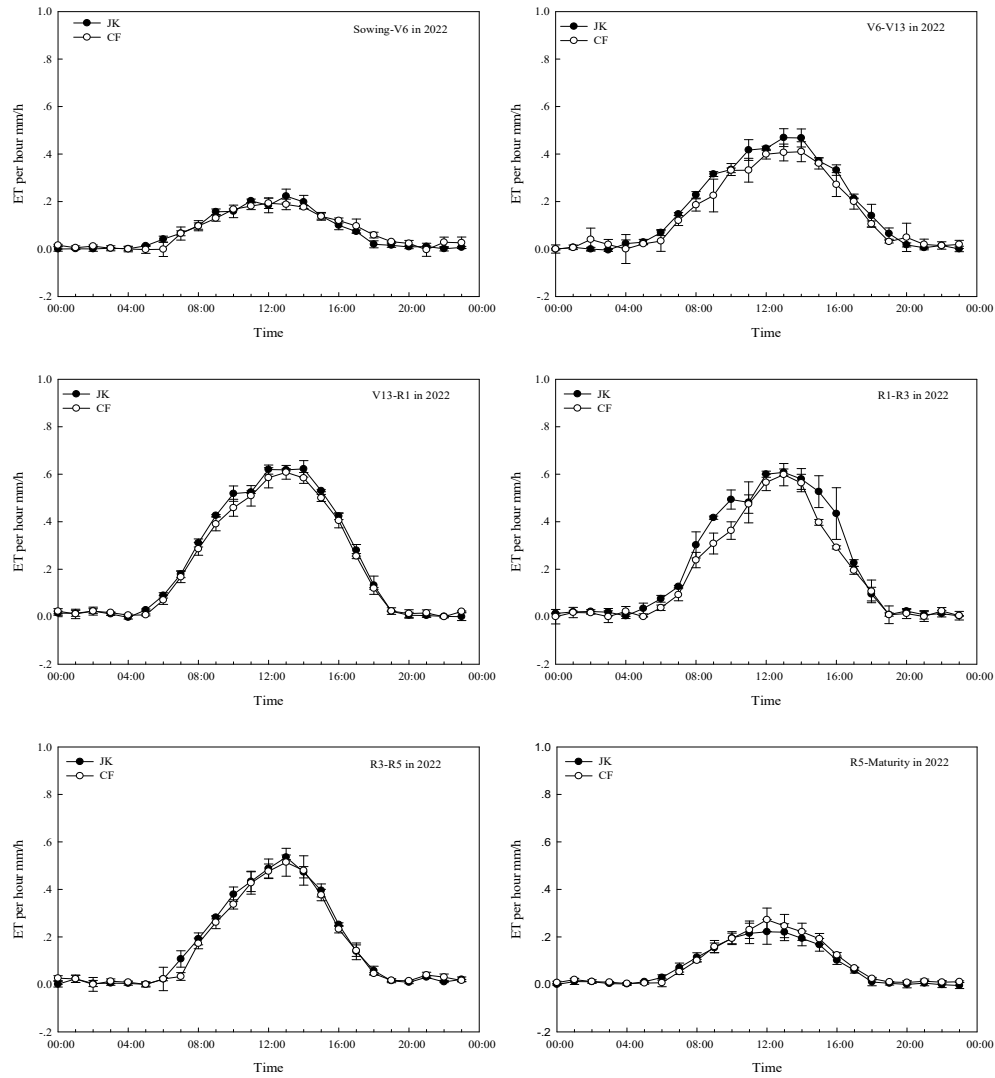 JK
CF
Sowing-V6 in 2022
ET per hour mm/h
1.0
.8
.6
.4
.2
0.0
-.2
00:00 04:00 08:00 12:00 16:00 20:00 00:00
Time
JK
CF
V6-V13 in 2022
ET per hour mm/h
1.0
.8
.6
.4
.2
0.0
-.2
00:00 04:00 08:00 12:00 16:00 20:00 00:00
Time
JK
CF
V13-R1 in 2022
ET per hour mm/h
1.0
.8
.6
.4
.2
0.0
-.2
00:00 04:00 08:00 12:00 16:00 20:00 00:00
Time
JK
CF
R1-R3 in 2022
ET per hour mm/h
1.0
.8
.6
.4
.2
0.0
-.2
00:00 04:00 08:00 12:00 16:00 20:00 00:00
Time
JK
CF
R3-R5 in 2022
ET per hour mm/h
1.0
.8
.6
.4
.2
0.0
-.2
00:00 04:00 08:00 12:00 16:00 20:00 00:00
Time
JK
CF
R5-Maturity in 2022
ET per hour mm/h
1.0
.8
.6
.4
.2
0.0
-.2
00:00 04:00 08:00 12:00 16:00 20:00 00:00
Time